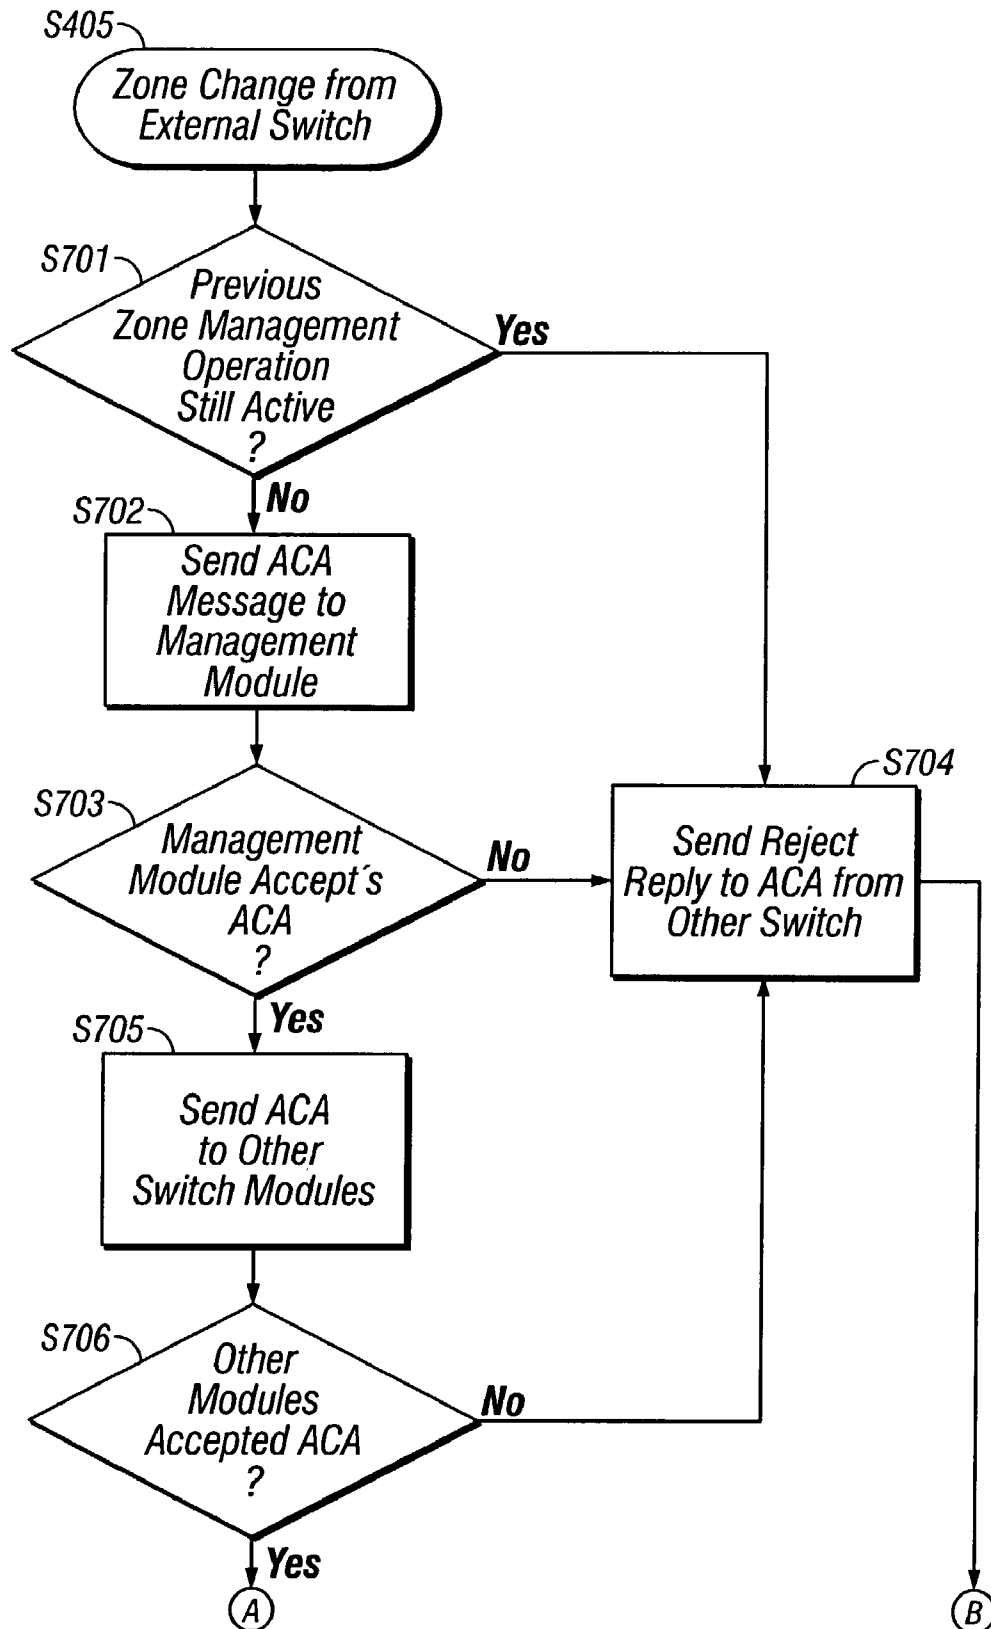 S405
Zone Change from
External Switch
S701
Previous
Zone Management
Operation
Still Active
?
Yes
No
S702
Send ACA
Message to
Management
Module
S703
Management
Module Accept´s
ACA
?
No
Yes
S704
Send Reject
Reply to ACA from
Other Switch
S705
Send ACA
to Other
Switch Modules
S706
Other
Modules
Accepted ACA
?
No
Yes
A
B